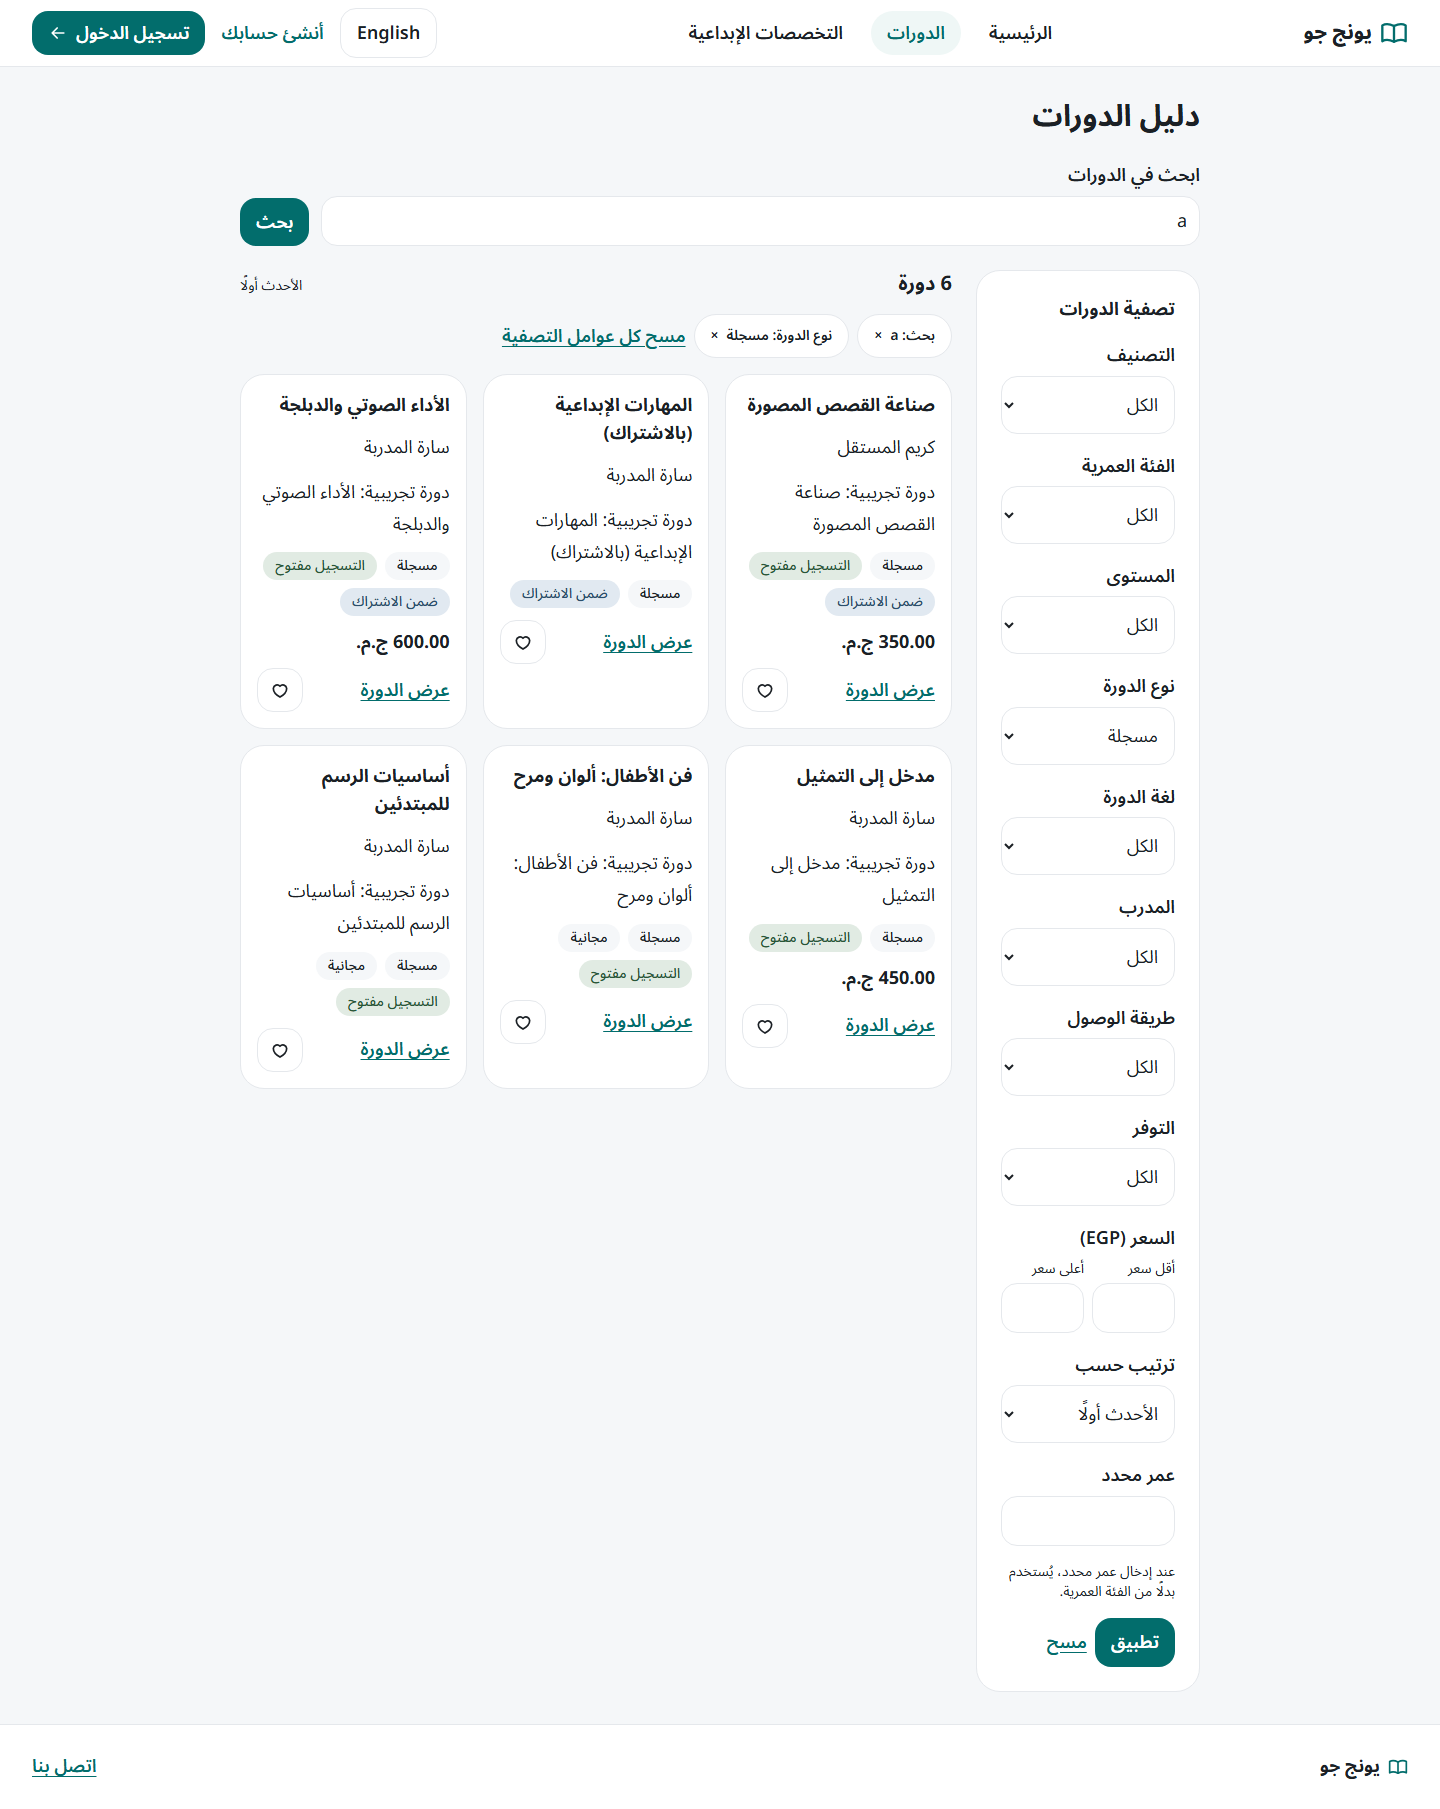 يونج جو
الرئيسية
الدورات
التخصصات الإبداعية
English
أنشئ حسابك
تسجيل الدخول ←
دليل الدورات
ابحث في الدورات
a
بحث
تصفية الدورات
التصنيف
الكل
الفئة العمرية
الكل
المستوى
الكل
نوع الدورة
مسجلة
لغة الدورة
الكل
المدرب
الكل
طريقة الوصول
الكل
التوفر
الكل
السعر (EGP)
أقل سعر
أعلى سعر
ترتيب حسب
الأحدث أولًا
عمر محدد
عند إدخال عمر محدد، يُستخدم
بدلًا من الفئة العمرية.
تطبيق
مسح
6 دورة
الأحدث أولًا
بحث: a ×
نوع الدورة: مسجلة ×
مسح كل عوامل التصفية
صناعة القصص المصورة
كريم المستقل
دورة تجريبية: صناعة
القصص المصورة
مسجلة
التسجيل مفتوح
ضمن الاشتراك
350.00 ج.م.
عرض الدورة
المهارات الإبداعية
(بالاشتراك)
سارة المدربة
دورة تجريبية: المهارات
الإبداعية (بالاشتراك)
مسجلة
ضمن الاشتراك
عرض الدورة
الأداء الصوتي والدبلجة
سارة المدربة
دورة تجريبية: الأداء الصوتي
والدبلجة
مسجلة
التسجيل مفتوح
ضمن الاشتراك
600.00 ج.م.
عرض الدورة
مدخل إلى التمثيل
سارة المدربة
دورة تجريبية: مدخل إلى
التمثيل
مسجلة
التسجيل مفتوح
450.00 ج.م.
عرض الدورة
فن الأطفال: ألوان ومرح
سارة المدربة
دورة تجريبية: فن الأطفال:
ألوان ومرح
مسجلة
مجانية
التسجيل مفتوح
عرض الدورة
أساسيات الرسم
للمبتدئين
سارة المدربة
دورة تجريبية: أساسيات
الرسم للمبتدئين
مسجلة
مجانية
التسجيل مفتوح
عرض الدورة
يونج جو
اتصل بنا